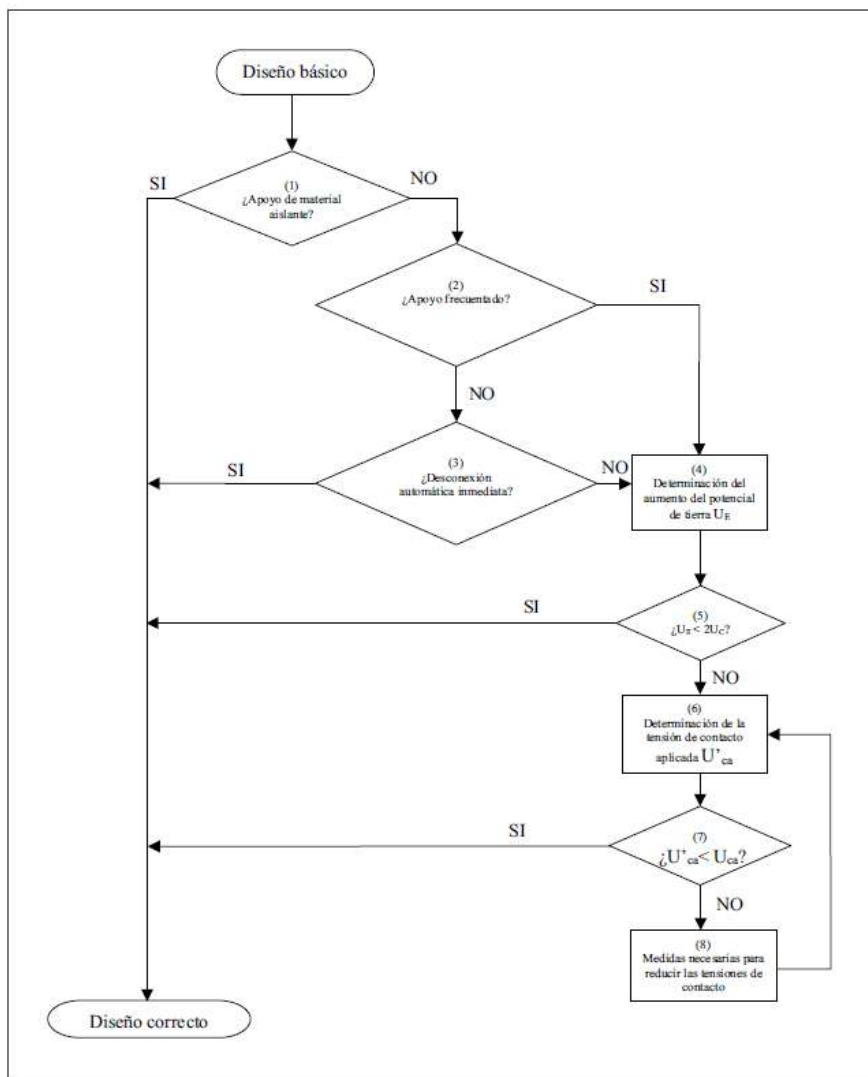 Diseño básico
SI
NO
(1)
¿Apoyo de material
aislante?
(2)
¿Apoyo frecuentado?
SI
NO
(3)
¿Desconexión
automática inmediata?
SI
NO
(4)
Determinación del
aumento del potencial
de tierra UE
(5)
¿UE < 2UC?
SI
NO
(6)
Determinación de la
tensión de contacto
aplicada U'ca
(7)
¿U'ca < Uca?
SI
NO
(8)
Medidas necesarias para
reducir las tensiones de
contacto
Diseño correcto